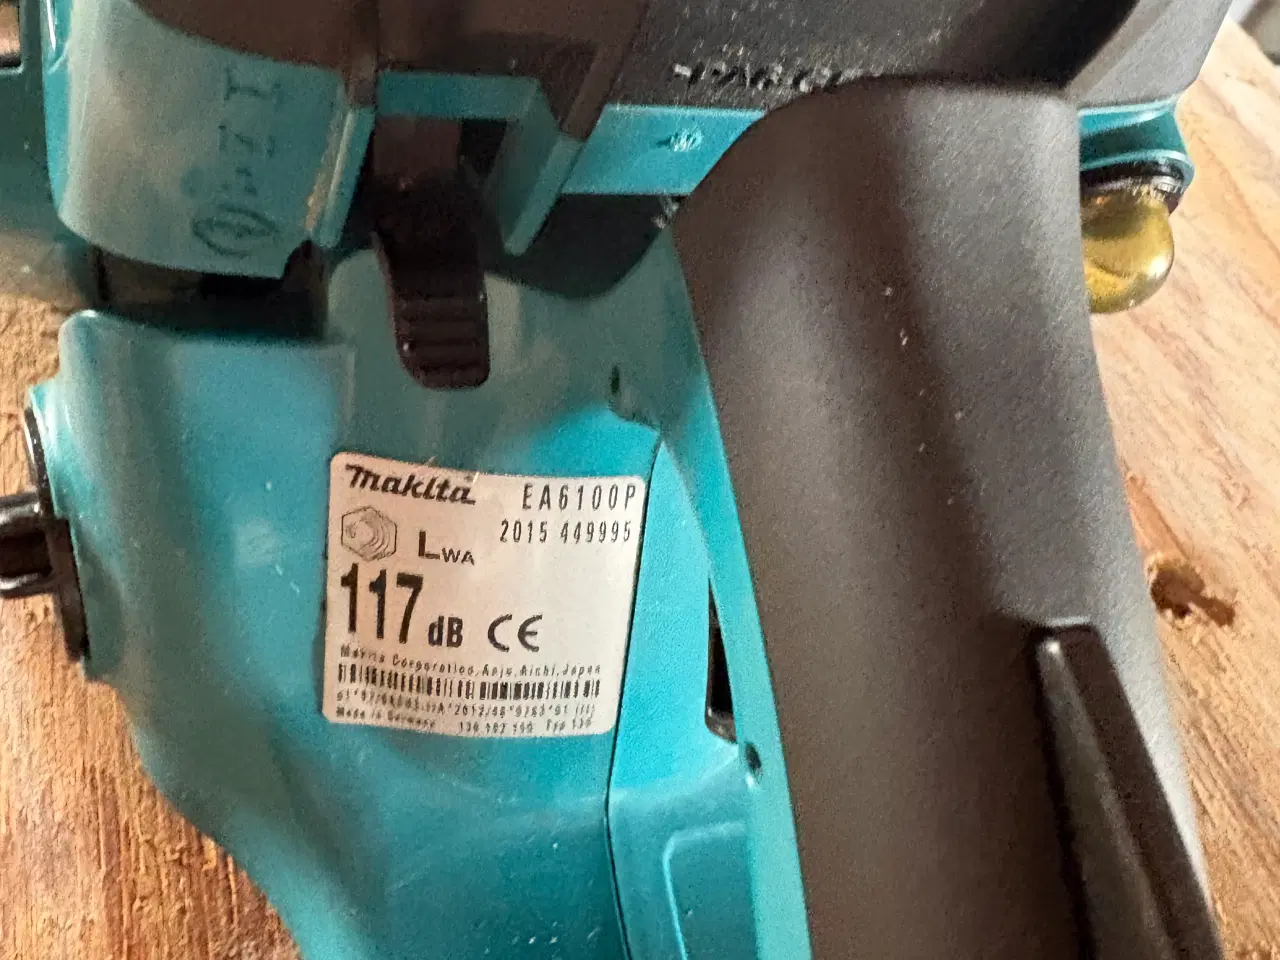 makita EA6100P
2015 449995
LWA
117 dB CE
Makita Corporation, Anjo, Aichi, Japan
Made in Germany